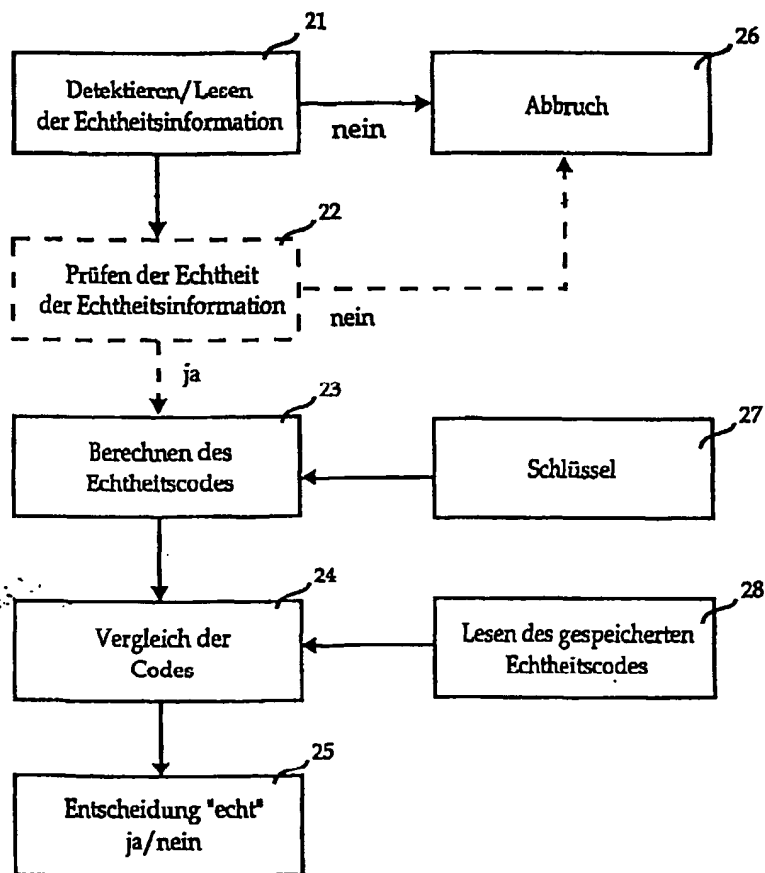 21
Detektieren/Lesen
der Echtheitsinformation
nein
26
Abbruch
22
Prüfen der Echtheit
der Echtheitsinformation
nein
ja
23
Berechnen des
Echtheitscodes
27
Schlüssel
24
Vergleich der
Codes
28
Lesen des gespeicherten
Echtheitscodes
25
Entscheidung "echt"
ja/nein